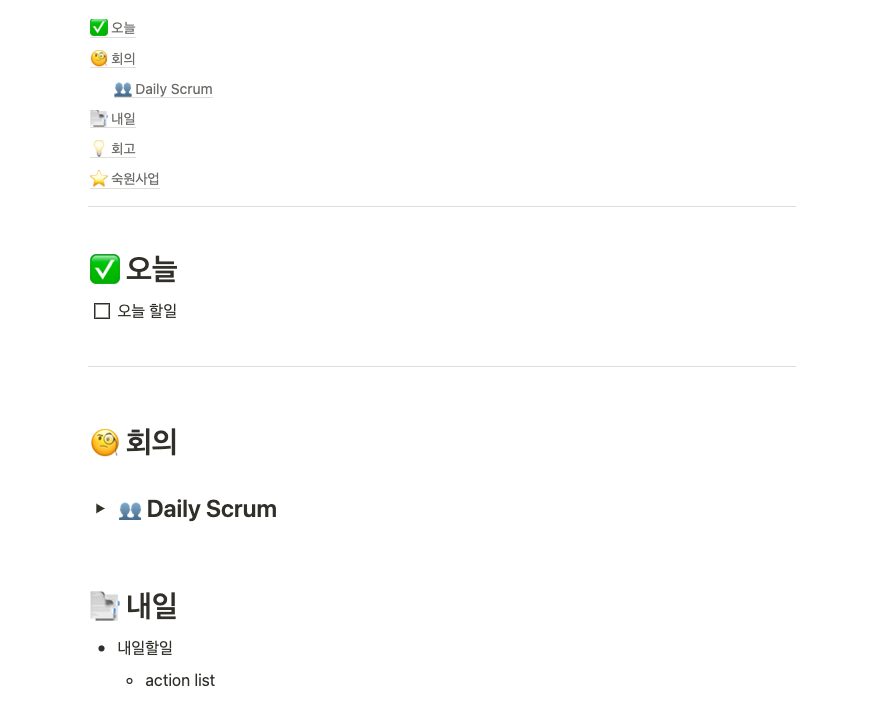 ✅ 오늘
🧐 회의
👥 Daily Scrum
📑 내일
💡 회고
⭐ 숙원사업
✅ 오늘
오늘 할일
🧐 회의
👥 Daily Scrum
📑 내일
내일할일
action list